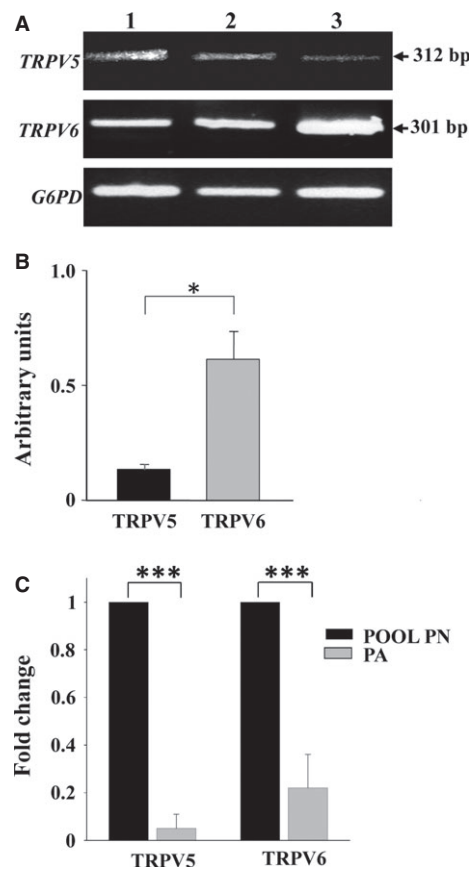 A
1 2 3
TRPV5 312 bp
TRPV6 301 bp
G6PD
B
1.0
*
0.5
0
Arbitrary units
TRPV5 TRPV6
C
*** ***
1
POOL PN
PA
0.8
0.6
0.4
0.2
0
Fold change
TRPV5 TRPV6